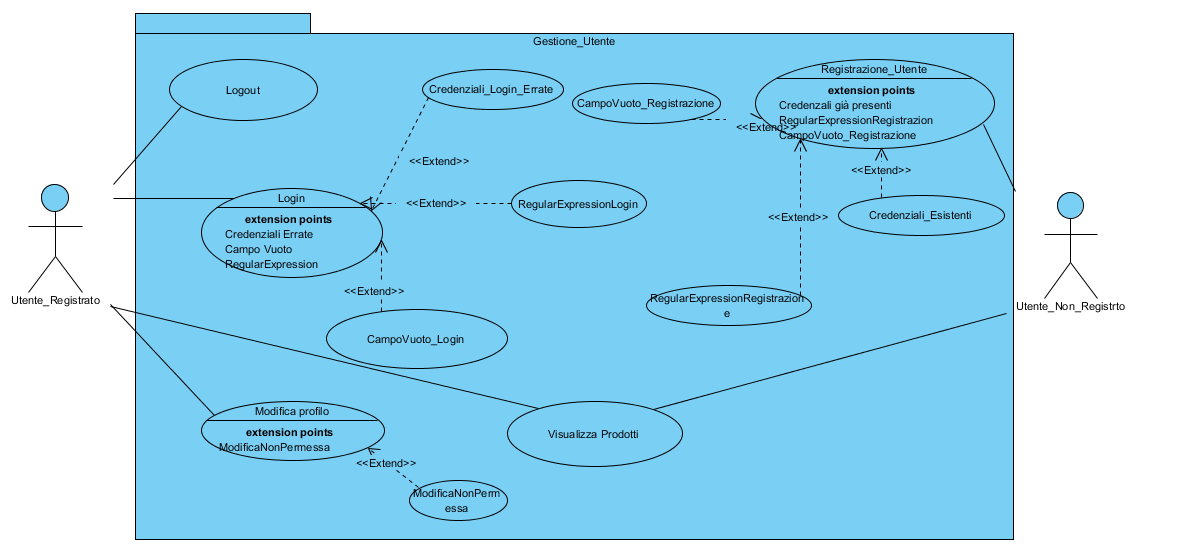 Gestione_Utente
Logout
Credenziali_Login_Errate
CampoVuoto_Registrazione
Registrazione_Utente
extension points
Credenzali già presenti
RegularExpressionRegistrazion
CampoVuoto_Registrazione
<<Extend>>
<<Extend>>
<<Extend>>
Login
extension points
Credenziali Errate
Campo Vuoto
RegularExpression
<<Extend>>
RegularExpressionLogin
<<Extend>>
Credenziali_Esistenti
<<Extend>>
Utente_Registrato
<<Extend>>
RegularExpressionRegistrazion
e
Utente_Non_Registrto
CampoVuoto_Login
Modifica profilo
extension points
ModificaNonPermessa
Visualizza Prodotti
<<Extend>>
ModificaNonPerm
essa